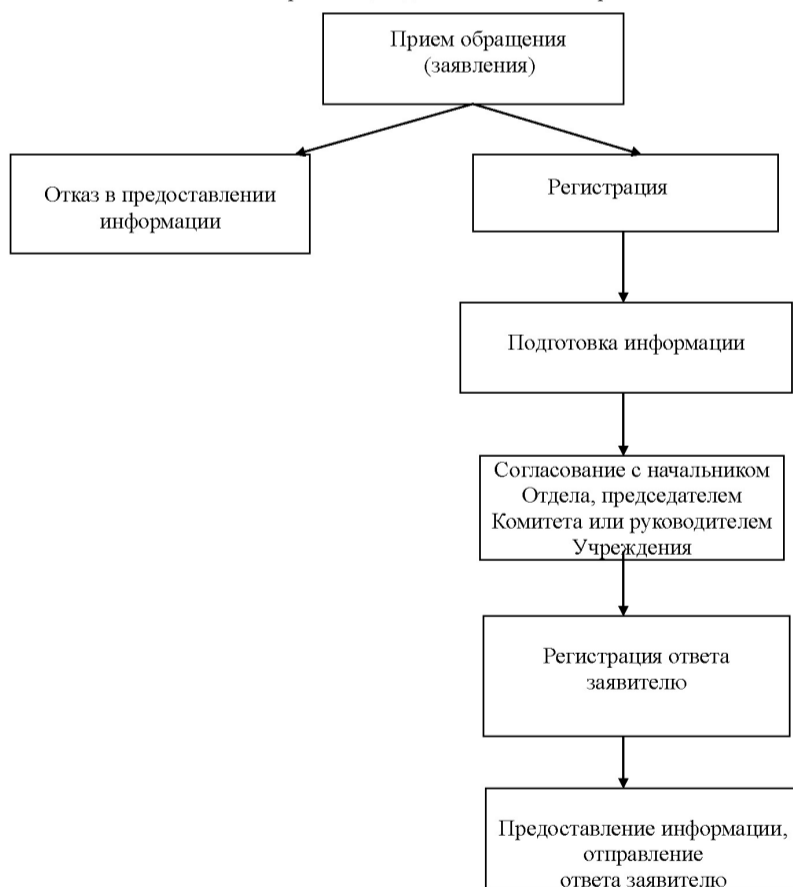 Прием обращения
(заявления)
Отказ в предоставлении
информации
Регистрация
Подготовка информации
Согласование с начальником
Отдела, председателем
Комитета или руководителем
Учреждения
Регистрация ответа
заявителю
Предоставление информации,
отправление
ответа заявителю